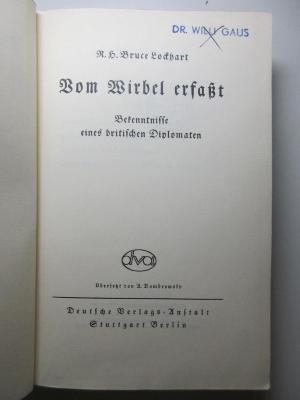 DR. WILLI GAUS
R. H. Bruce Lockhart
Vom Wirbel erfaßt
Bekenntnisse
eines britischen Diplomaten
dva
Übersetzt von A. Dombrowsky
Deutsche Verlags-Anstalt
Stuttgart Berlin